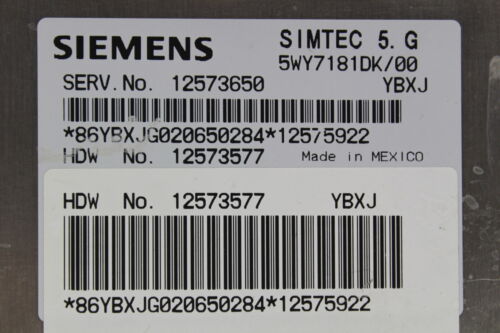 SIEMENS SIMTEC 5. G
5WY7181DK/00
SERV. No. 12573650 YBXJ
*86YBXJG020650284*12575922
HDW No. 12573577 Made in MEXICO
HDW No. 12573577 YBXJ
*86YBXJG020650284*12575922